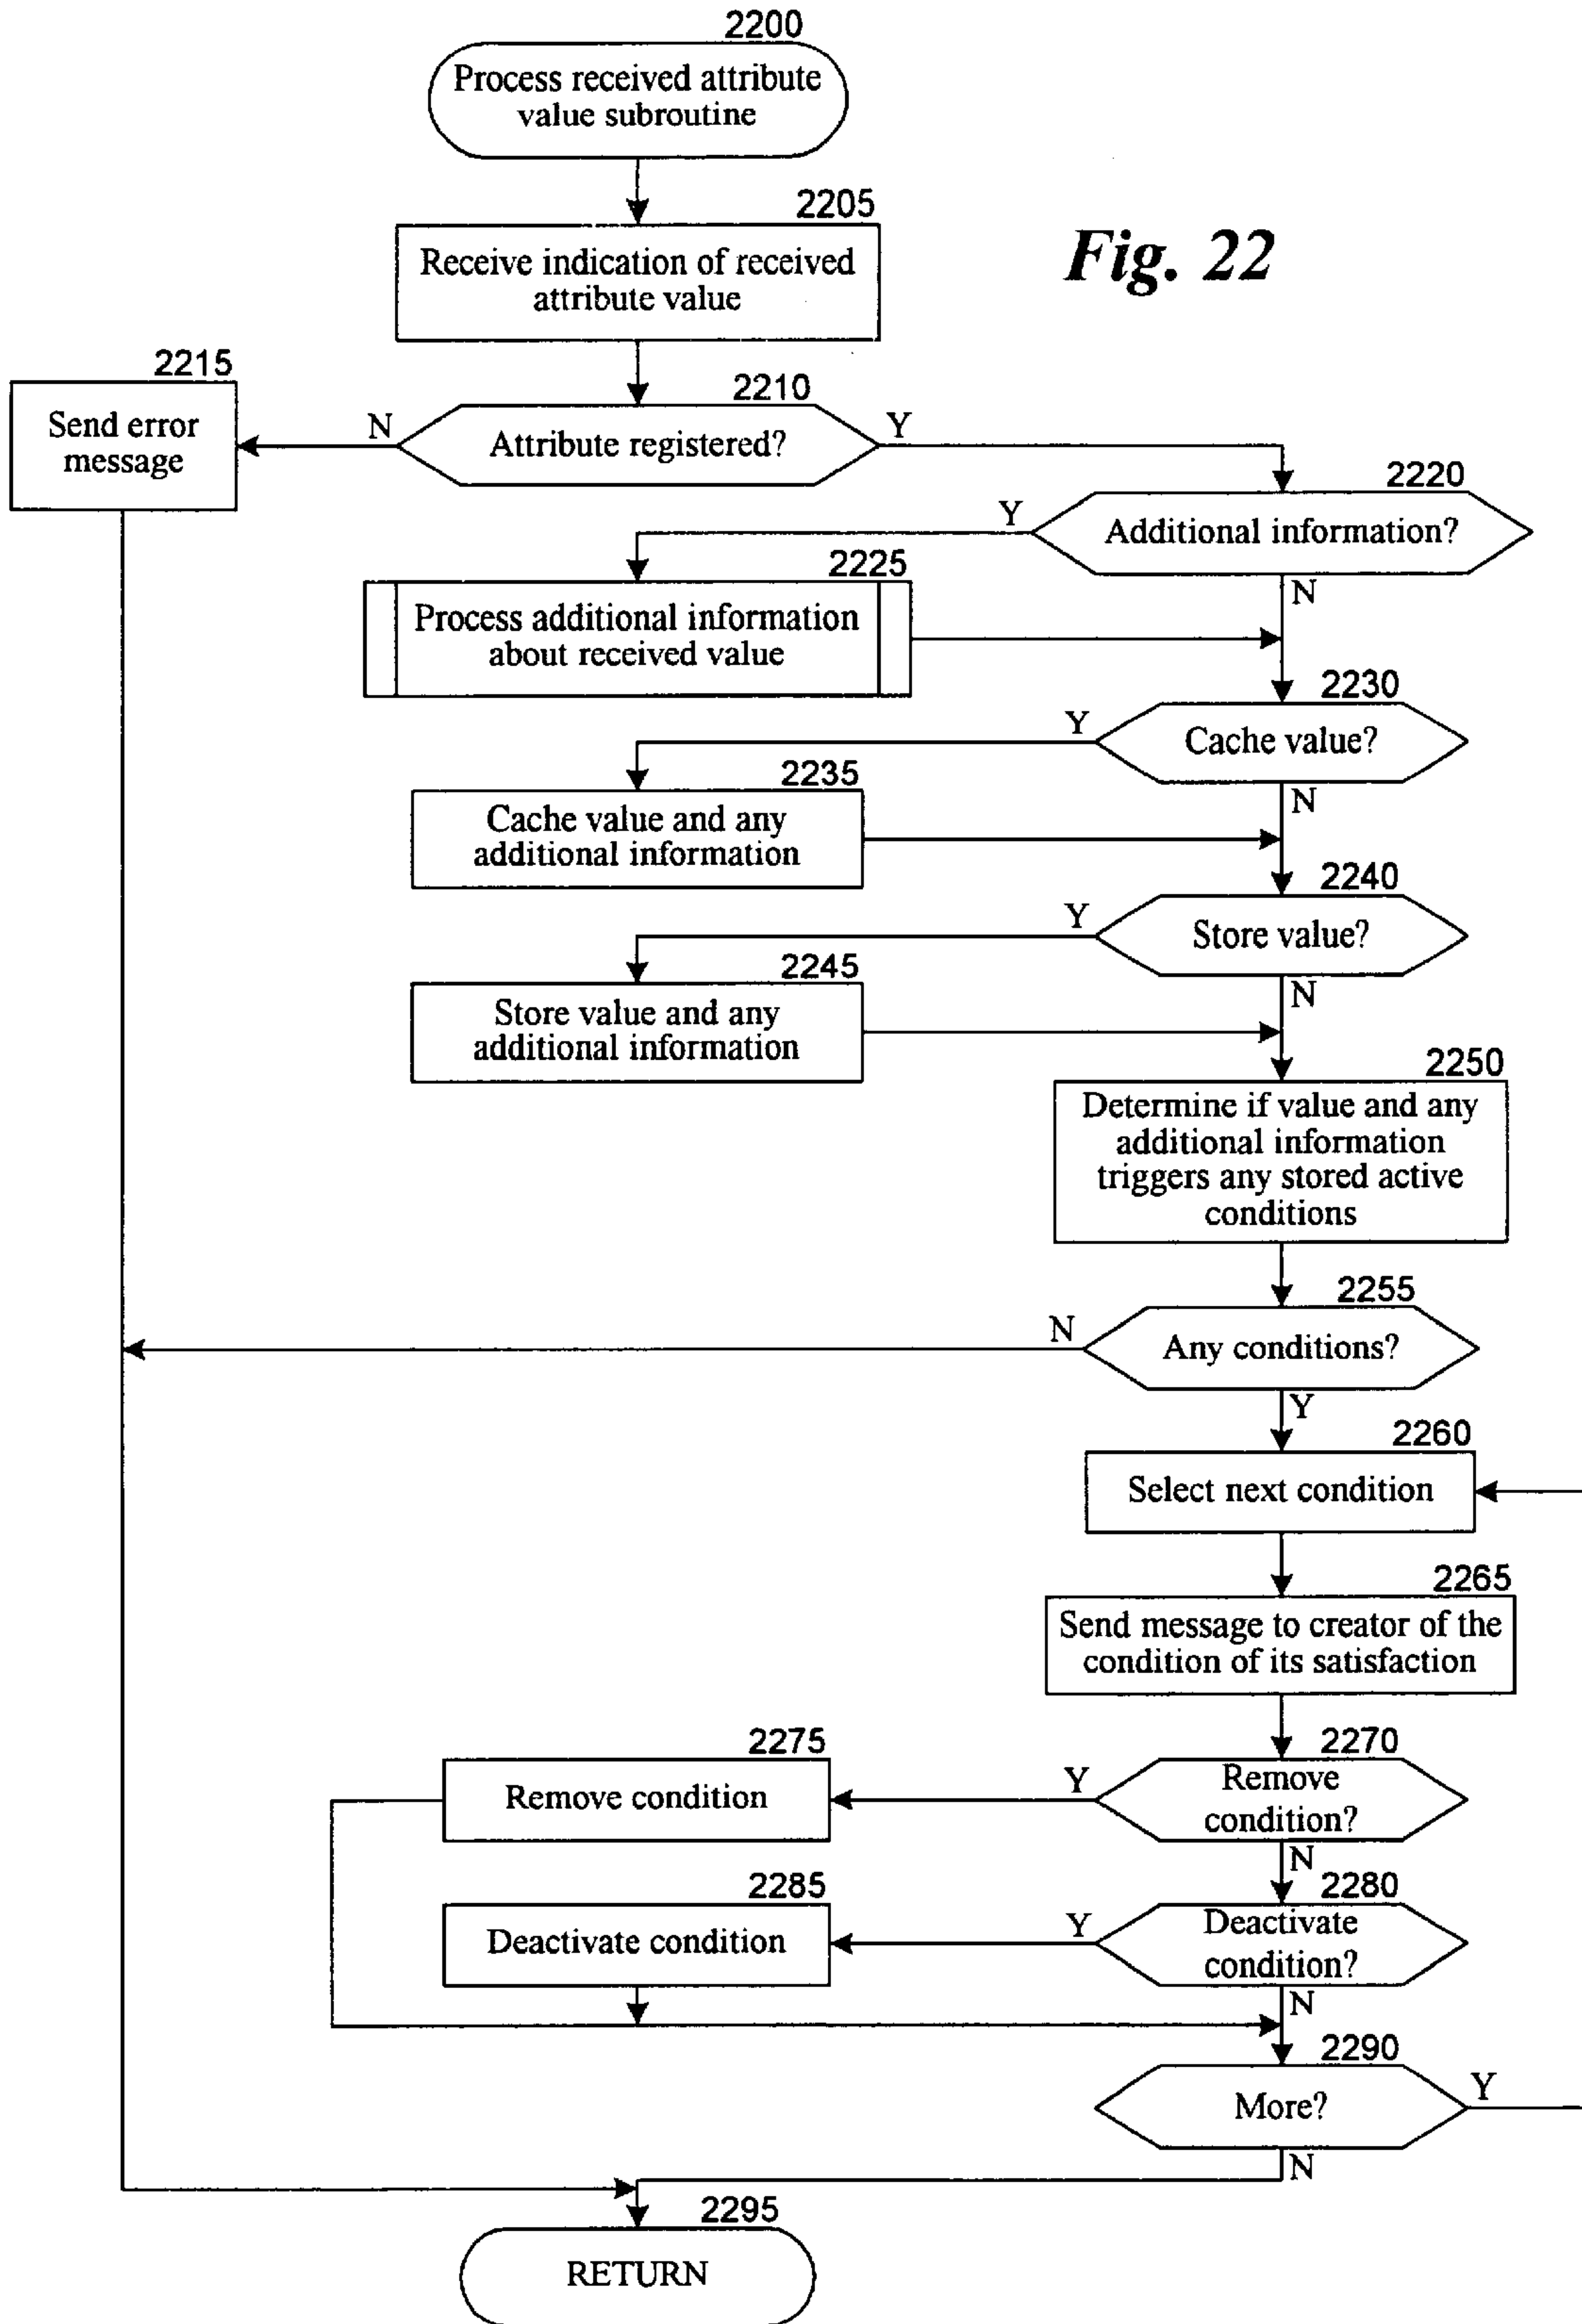 2200
Process received attribute
value subroutine
2205
Receive indication of received
attribute value
Fig. 22
2215
Send error
message
2210
N
Attribute registered?
Y
2220
Y
Additional information?
N
2225
Process additional information
about received value
2230
Y
Cache value?
N
2235
Cache value and any
additional information
2240
Y
Store value?
N
2245
Store value and any
additional information
2250
Determine if value and any
additional information
triggers any stored active
conditions
2255
N
Any conditions?
Y
2260
Select next condition
2265
Send message to creator of the
condition of its satisfaction
2270
Y
Remove
condition?
N
2275
Remove condition
2280
Y
Deactivate
condition?
N
2285
Deactivate condition
2290
More?
Y
N
2295
RETURN